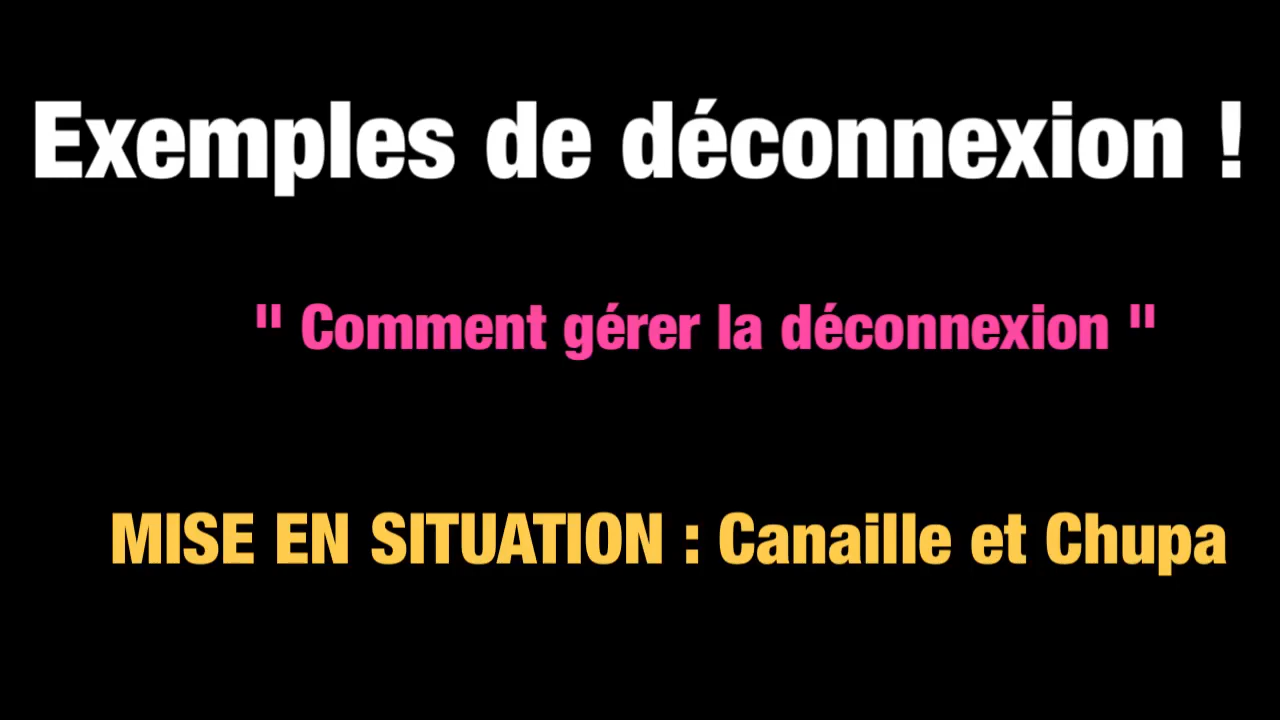 Exemples de déconnexion !
" Comment gérer la déconnexion "
MISE EN SITUATION : Canaille et Chupa